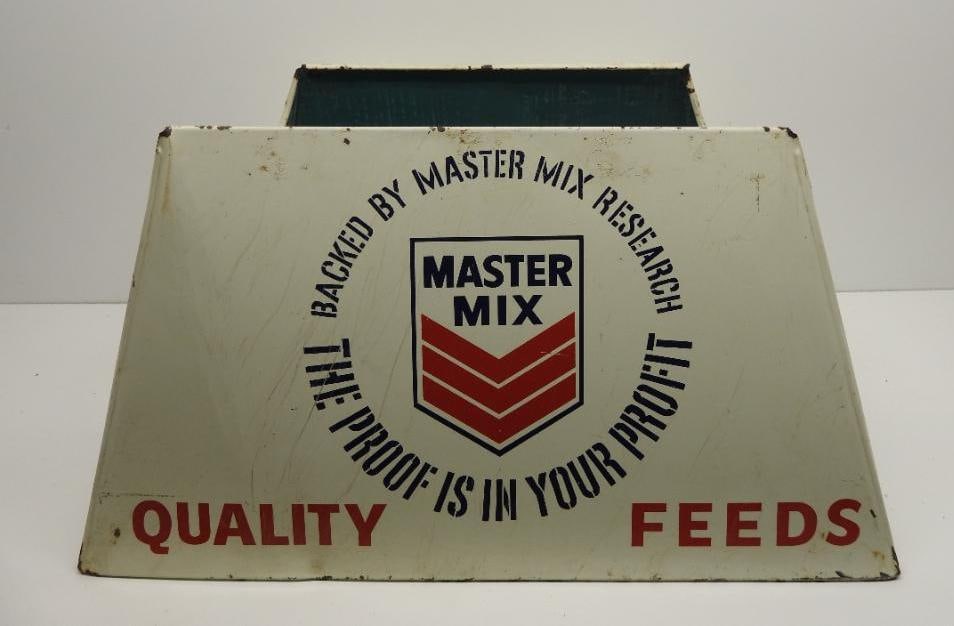 BACKED BY MASTER MIX RESEARCH
MASTER
MIX
THE PROOF IS IN YOUR PROFIT
QUALITY FEEDS